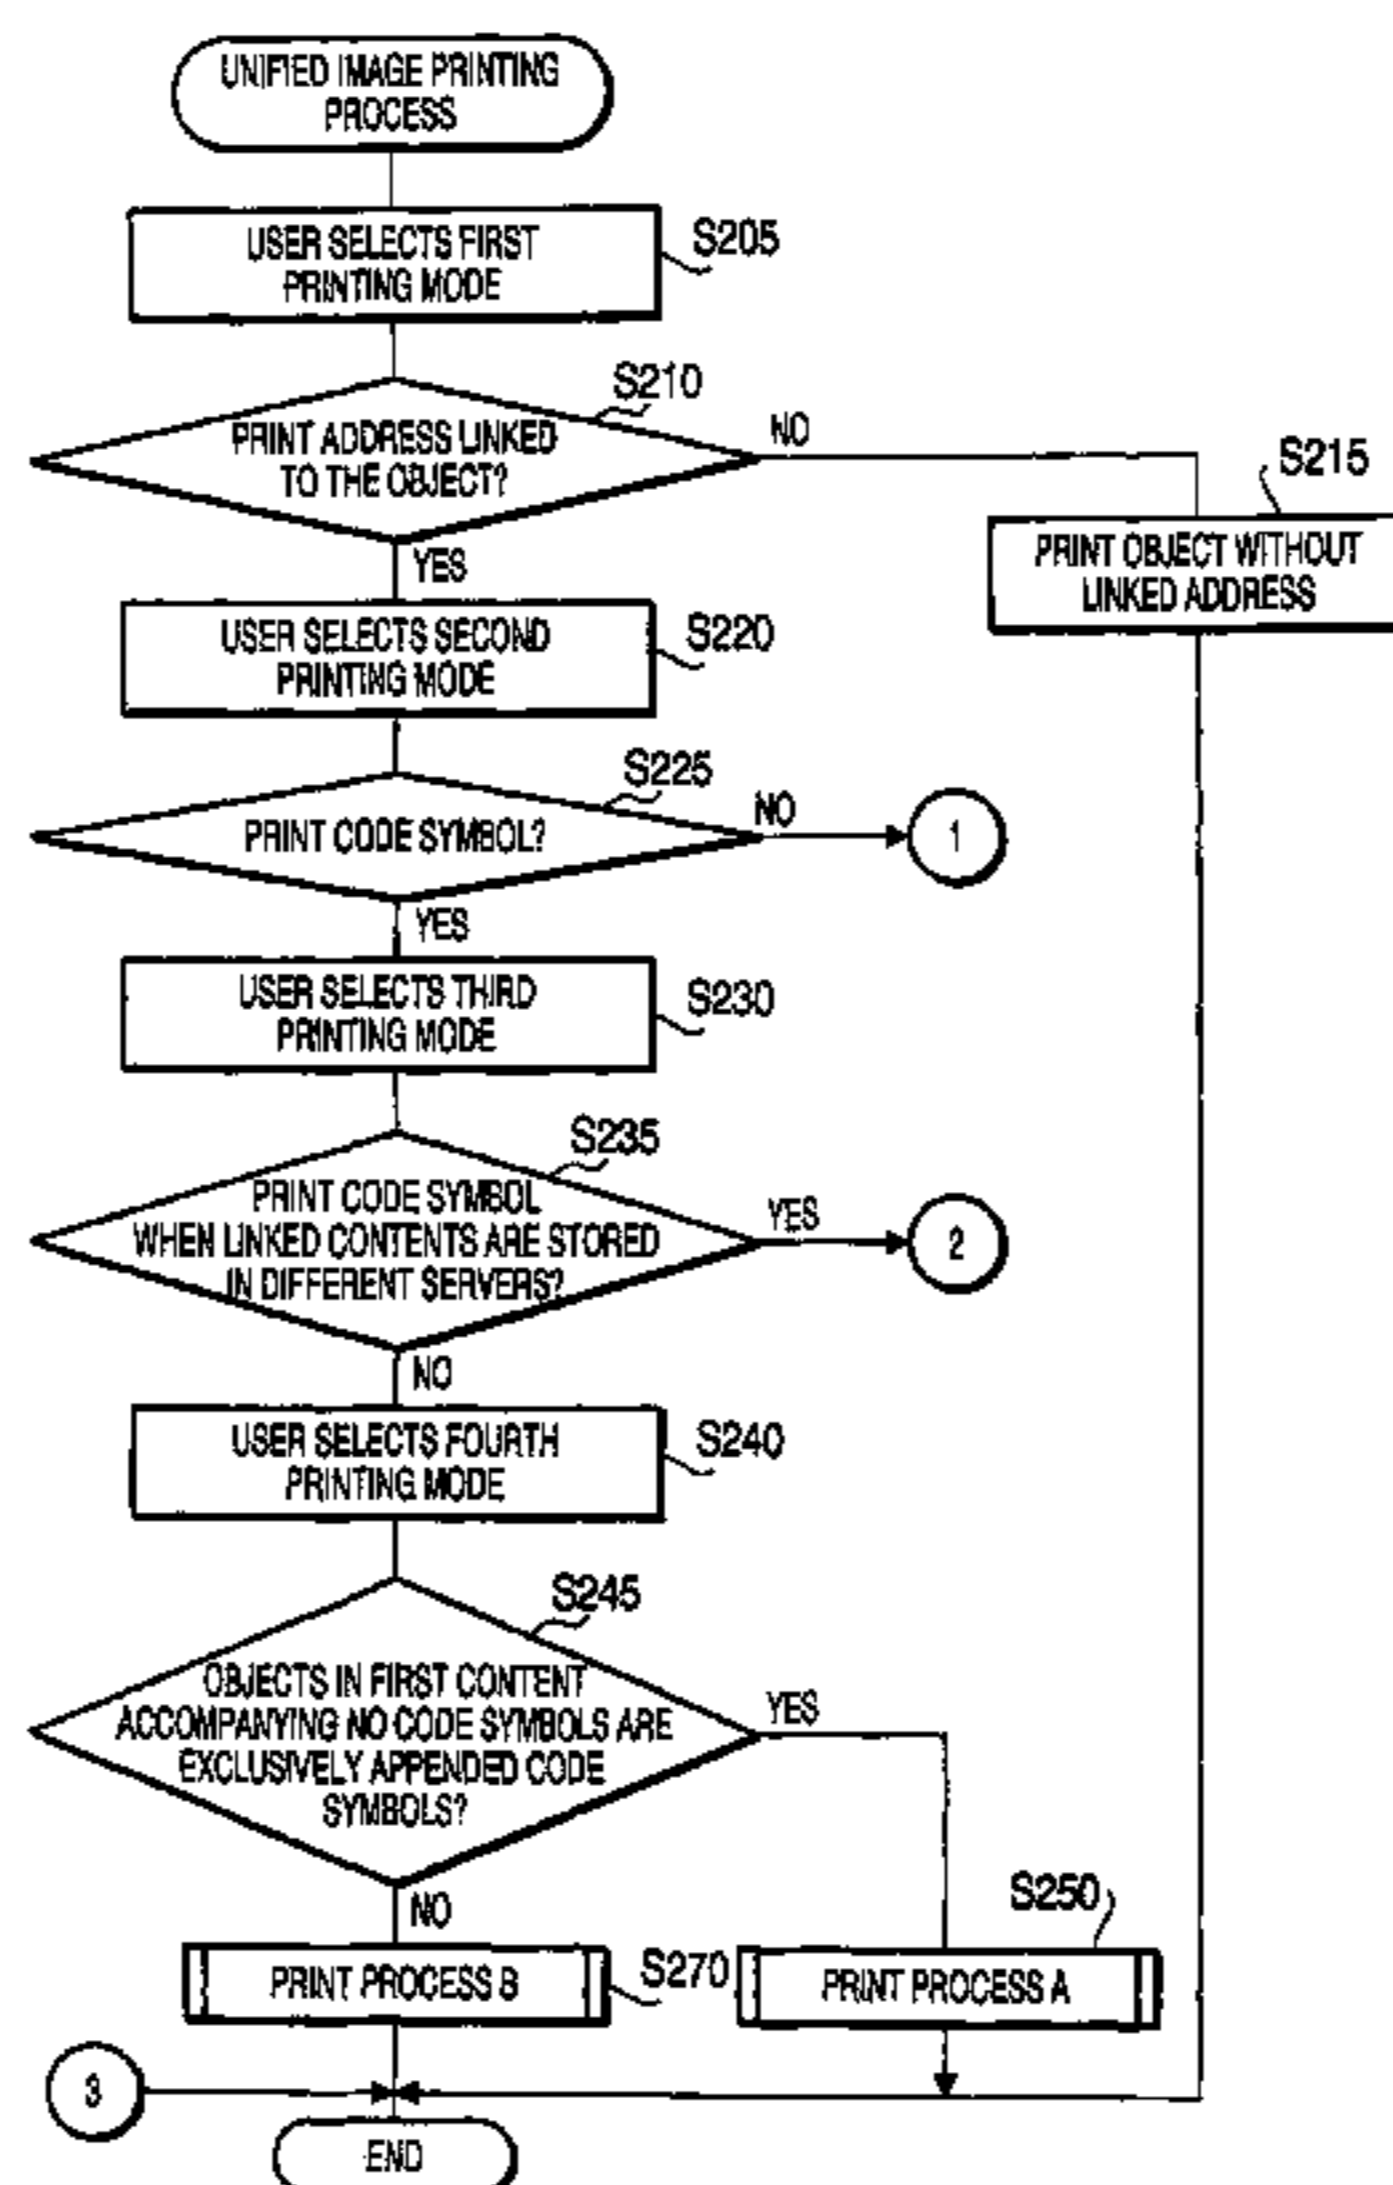 UNIFIED IMAGE PRINTING
PROCESS
USER SELECTS FIRST
PRINTING MODE
S205
S210
PRINT ADDRESS LINKED
TO THE OBJECT?
NO
YES
S215
PRINT OBJECT WITHOUT
LINKED ADDRESS
USER SELECTS SECOND
PRINTING MODE
S220
S225
PRINT CODE SYMBOL?
NO
1
YES
USER SELECTS THIRD
PRINTING MODE
S230
S235
PRINT CODE SYMBOL
WHEN LINKED CONTENTS ARE STORED
IN DIFFERENT SERVERS?
YES
2
NO
USER SELECTS FOURTH
PRINTING MODE
S240
S245
OBJECTS IN FIRST CONTENT
ACCOMPANYING NO CODE SYMBOLS ARE
EXCLUSIVELY APPENDED CODE
SYMBOLS?
YES
NO
S250
PRINT PROCESS B
S270
PRINT PROCESS A
3
END